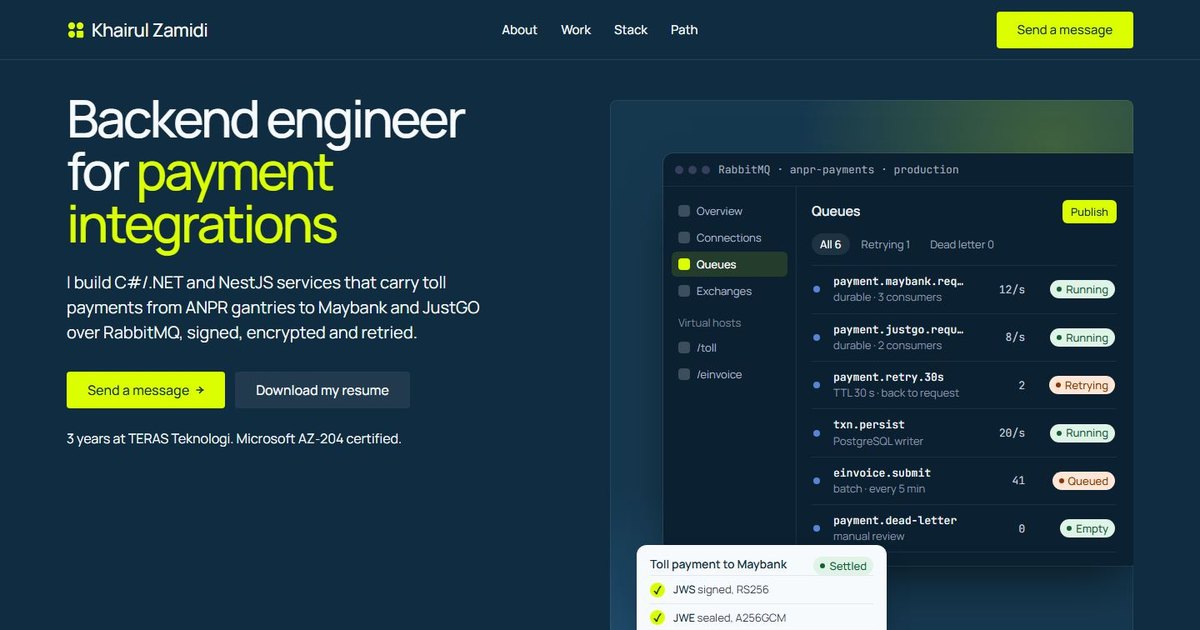 Khairul Zamidi
About Work Stack Path
Send a message
Backend engineer
for payment
integrations
I build C#/.NET and NestJS services that carry toll
payments from ANPR gantries to Maybank and JustGO
over RabbitMQ, signed, encrypted and retried.
Send a message →
Download my resume
3 years at TERAS Teknologi. Microsoft AZ-204 certified.
RabbitMQ · anpr-payments · production
Overview
Connections
Queues
Exchanges
Virtual hosts
/toll
/einvoice
Queues
Publish
All 6 Retrying 1 Dead letter 0
payment.maybank.req… 12/s Running
durable · 3 consumers
payment.justgo.requ… 8/s Running
durable · 2 consumers
payment.retry.30s 2 Retrying
TTL 30 s · back to request
txn.persist 20/s Running
PostgreSQL writer
einvoice.submit 41 Queued
batch · every 5 min
payment.dead-letter 0 Empty
manual review
Toll payment to Maybank Settled
JWS signed, RS256
JWE sealed, A256GCM